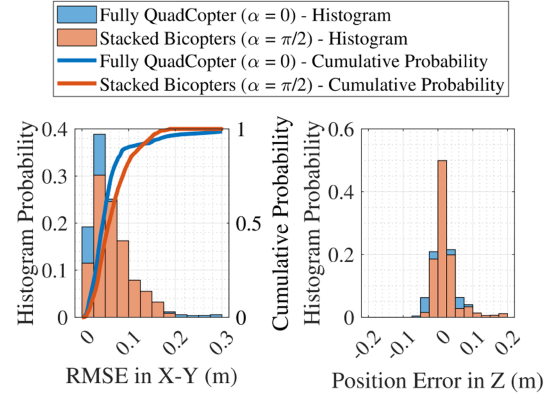 Fully QuadCopter (α = 0) - Histogram
Stacked Bicopters (α = π/2) - Histogram
Fully QuadCopter (α = 0) - Cumulative Probability
Stacked Bicopters (α = π/2) - Cumulative Probability
Histogram Probability
0.4
0.3
0.2
0.1
0
1
0.5
0
Cumulative Probability
0
0.1
0.2
0.3
RMSE in X-Y (m)
Histogram Probability
0.6
0.4
0.2
0
-0.2
-0.1
0
0.1
0.2
Position Error in Z (m)